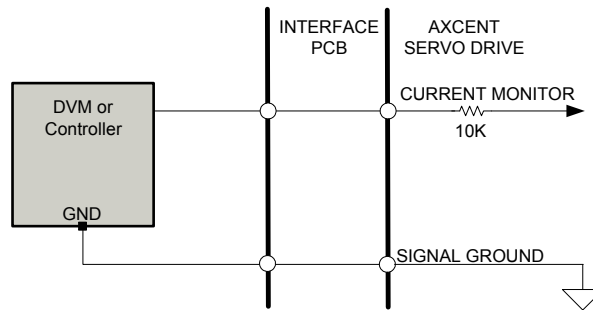 INTERFACE
PCB
AXCENT
SERVO DRIVE
DVM or
Controller
CURRENT MONITOR
10K
GND
SIGNAL GROUND